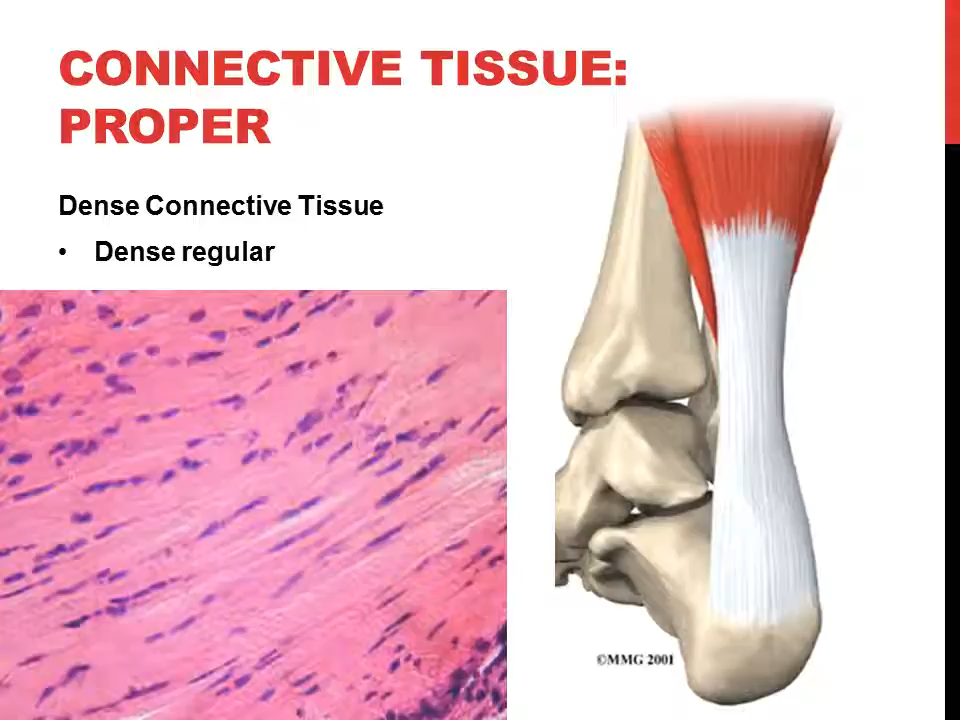 CONNECTIVE TISSUE:
PROPER
Dense Connective Tissue
• Dense regular
©MMG 2001